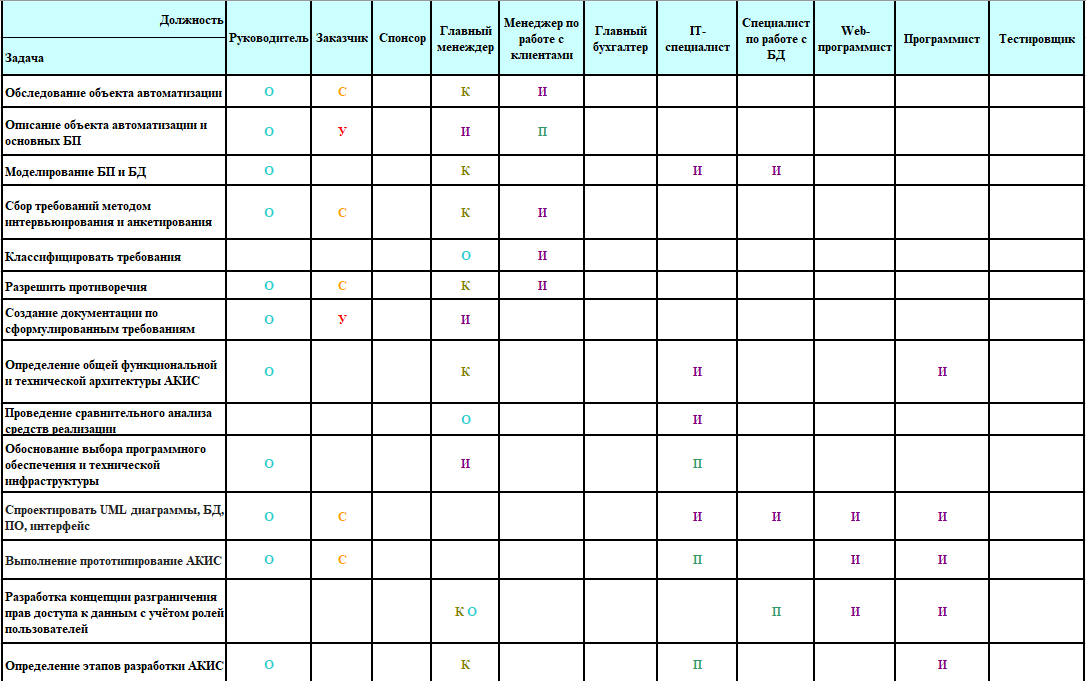 Должность
Задача
Руководитель Заказчик Спонсор Главный менеждер Менеджер по работе с клиентами Главный бухгалтер IT-специалист Специалист по работе с БД Web-программист Программист Тестировщик
Обследование объекта автоматизации О С К И
Описание объекта автоматизации и
основных БП О У И П
Моделирование БП и БД О К И И
Сбор требований методом
интервьюирования и анкетирования О С К И
Классифицировать требования О И
Разрешить противоречия О С К И
Создание документации по
сформулированным требованиям О У И
Определение общей функциональной
и технической архитектуры АКИС О К И И
Проведение сравнительного анализа
средств реализации О И
Обоснование выбора программного
обеспечения и технической
инфраструктуры О И П
Спроектировать UML диаграммы, БД,
ПО, интерфейс О С И И И И
Выполнение прототипирование АКИС О С П И И
Разработка концепции разграничения
прав доступа к данным с учётом ролей
пользователей К О П И И
Определение этапов разработки АКИС О К П И